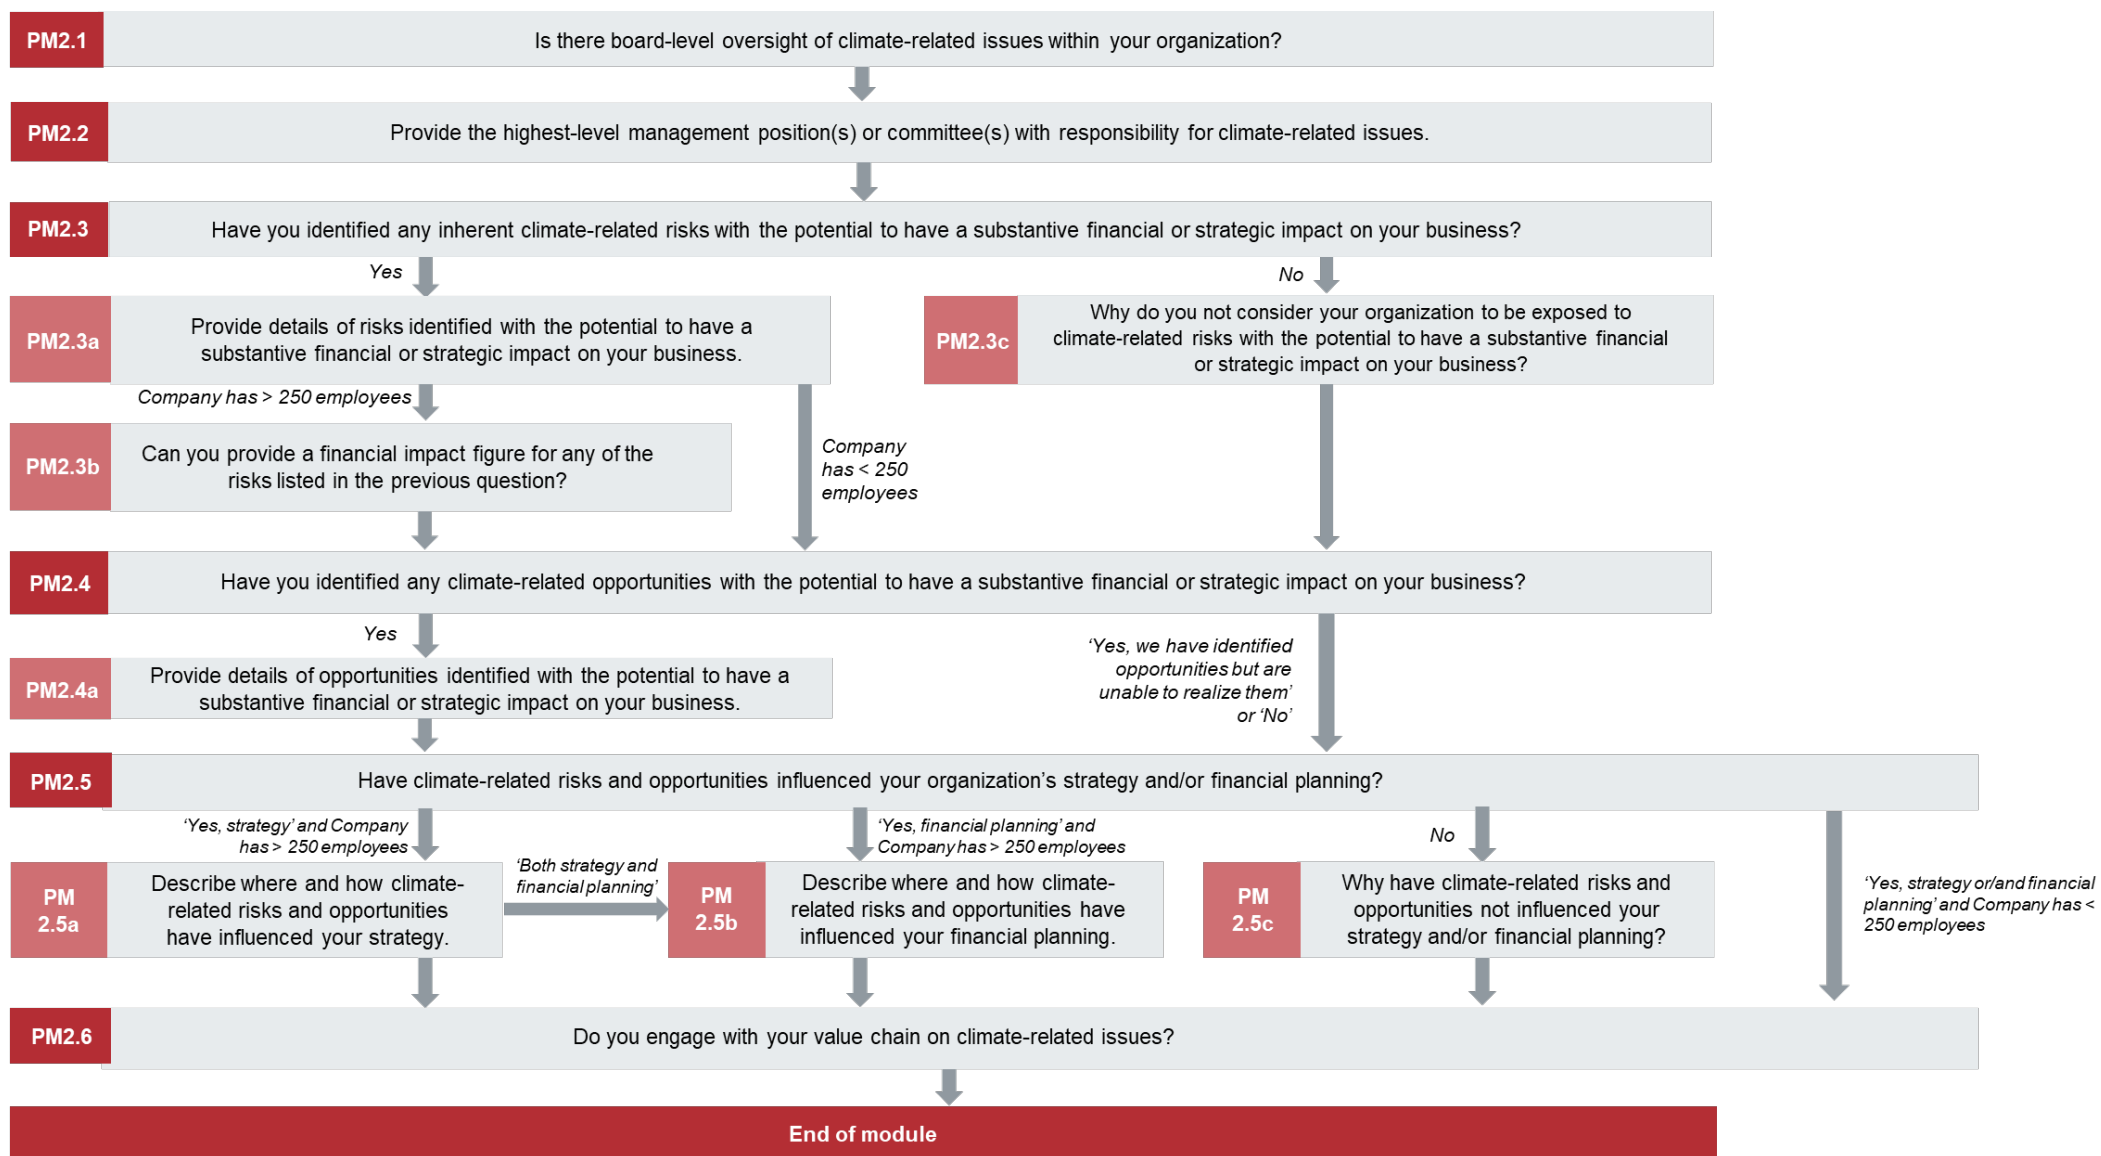 PM2.1
Is there board-level oversight of climate-related issues within your organization?
PM2.2
Provide the highest-level management position(s) or committee(s) with responsibility for climate-related issues.
PM2.3
Have you identified any inherent climate-related risks with the potential to have a substantive financial or strategic impact on your business?
Yes
No
PM2.3a
Provide details of risks identified with the potential to have a
substantive financial or strategic impact on your business.
PM2.3c
Why do you not consider your organization to be exposed to
climate-related risks with the potential to have a substantive financial
or strategic impact on your business?
Company has > 250 employees
PM2.3b
Can you provide a financial impact figure for any of the
risks listed in the previous question?
Company
has < 250
employees
PM2.4
Have you identified any climate-related opportunities with the potential to have a substantive financial or strategic impact on your business?
Yes
‘Yes, we have identified
opportunities but are
unable to realize them’
or ‘No’
PM2.4a
Provide details of opportunities identified with the potential to have a
substantive financial or strategic impact on your business.
PM2.5
Have climate-related risks and opportunities influenced your organization’s strategy and/or financial planning?
‘Yes, strategy’ and Company
has > 250 employees
‘Yes, financial planning’ and
Company has > 250 employees
No
PM
2.5a
Describe where and how climate-
related risks and opportunities
have influenced your strategy.
‘Both strategy and
financial planning’
PM
2.5b
Describe where and how climate-
related risks and opportunities have
influenced your financial planning.
PM
2.5c
Why have climate-related risks and
opportunities not influenced your
strategy and/or financial planning?
‘Yes, strategy or/and financial
planning’ and Company has <
250 employees
PM2.6
Do you engage with your value chain on climate-related issues?
End of module